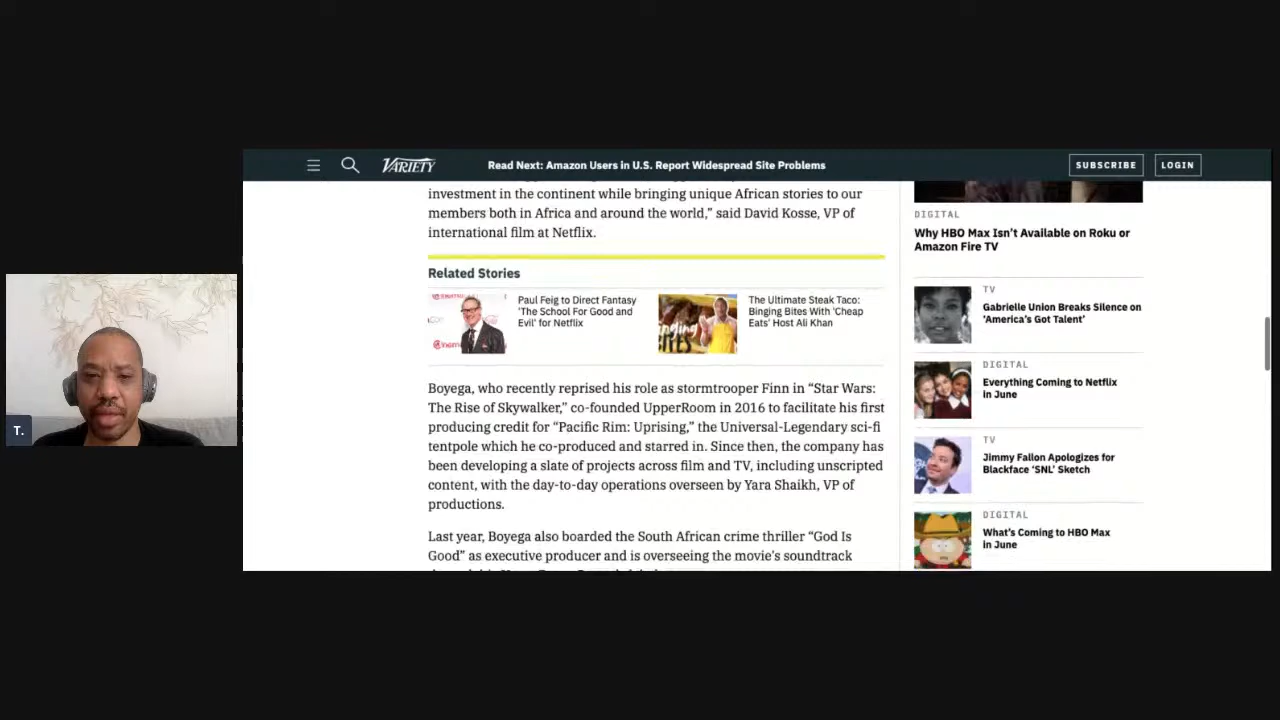 VARIETY
Read Next: Amazon Users in U.S. Report Widespread Site Problems
SUBSCRIBE
LOGIN
investment in the continent while bringing unique African stories to our
members both in Africa and around the world,” said David Kosse, VP of
international film at Netflix.
Related Stories
Paul Feig to Direct Fantasy
‘The School For Good and
Evil’ for Netflix
The Ultimate Steak Taco:
Binging Bites With ‘Cheap
Eats’ Host Ali Khan
Boyega, who recently reprised his role as stormtrooper Finn in “Star Wars:
The Rise of Skywalker,” co-founded UpperRoom in 2016 to facilitate his first
producing credit for “Pacific Rim: Uprising,” the Universal-Legendary sci-fi
tentpole which he co-produced and starred in. Since then, the company has
been developing a slate of projects across film and TV, including unscripted
content, with the day-to-day operations overseen by Yara Shaikh, VP of
productions.
Last year, Boyega also boarded the South African crime thriller “God Is
Good” as executive producer and is overseeing the movie’s soundtrack
DIGITAL
Why HBO Max Isn’t Available on Roku or
Amazon Fire TV
TV
Gabrielle Union Breaks Silence on
‘America’s Got Talent’
DIGITAL
Everything Coming to Netflix
in June
TV
Jimmy Fallon Apologizes for
Blackface ‘SNL’ Sketch
DIGITAL
What’s Coming to HBO Max
in June
T.
BITES